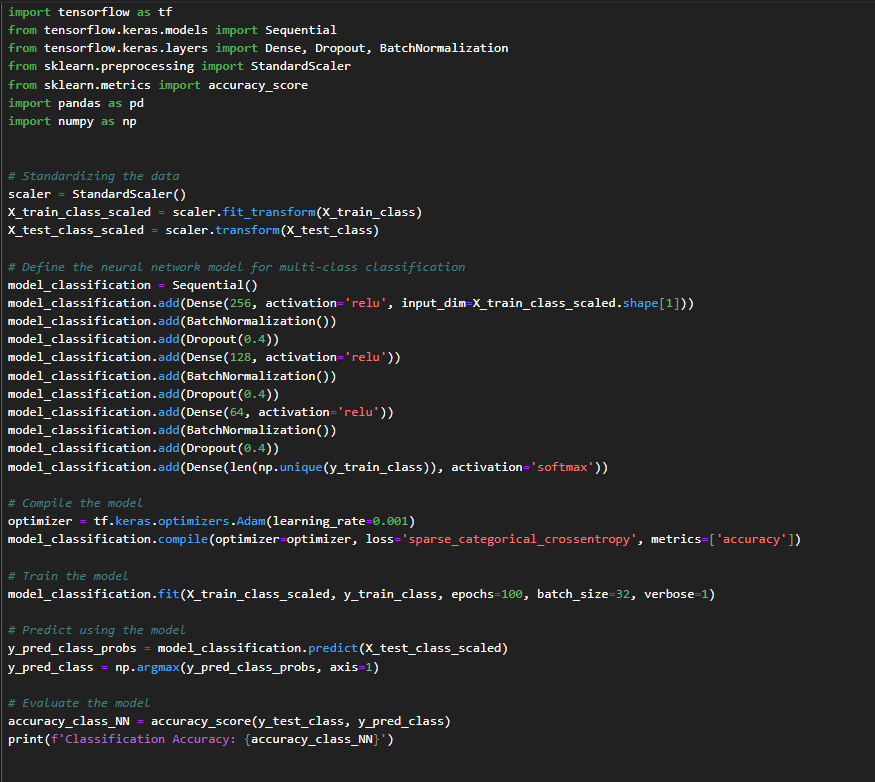 import tensorflow as tf
from tensorflow.keras.models import Sequential
from tensorflow.keras.layers import Dense, Dropout, BatchNormalization
from sklearn.preprocessing import StandardScaler
from sklearn.metrics import accuracy_score
import pandas as pd
import numpy as np
# Standardizing the data
scaler = StandardScaler()
X_train_class_scaled = scaler.fit_transform(X_train_class)
X_test_class_scaled = scaler.transform(X_test_class)
# Define the neural network model for multi-class classification
model_classification = Sequential()
model_classification.add(Dense(256, activation='relu', input_dim=X_train_class_scaled.shape[1]))
model_classification.add(BatchNormalization())
model_classification.add(Dropout(0.4))
model_classification.add(Dense(128, activation='relu'))
model_classification.add(BatchNormalization())
model_classification.add(Dropout(0.4))
model_classification.add(Dense(64, activation='relu'))
model_classification.add(BatchNormalization())
model_classification.add(Dropout(0.4))
model_classification.add(Dense(len(np.unique(y_train_class)), activation='softmax'))
# Compile the model
optimizer = tf.keras.optimizers.Adam(learning_rate=0.001)
model_classification.compile(optimizer=optimizer, loss='sparse_categorical_crossentropy', metrics=['accuracy'])
# Train the model
model_classification.fit(X_train_class_scaled, y_train_class, epochs=100, batch_size=32, verbose=1)
# Predict using the model
y_pred_class_probs = model_classification.predict(X_test_class_scaled)
y_pred_class = np.argmax(y_pred_class_probs, axis=1)
# Evaluate the model
accuracy_class_NN = accuracy_score(y_test_class, y_pred_class)
print(f'Classification Accuracy: {accuracy_class_NN}')